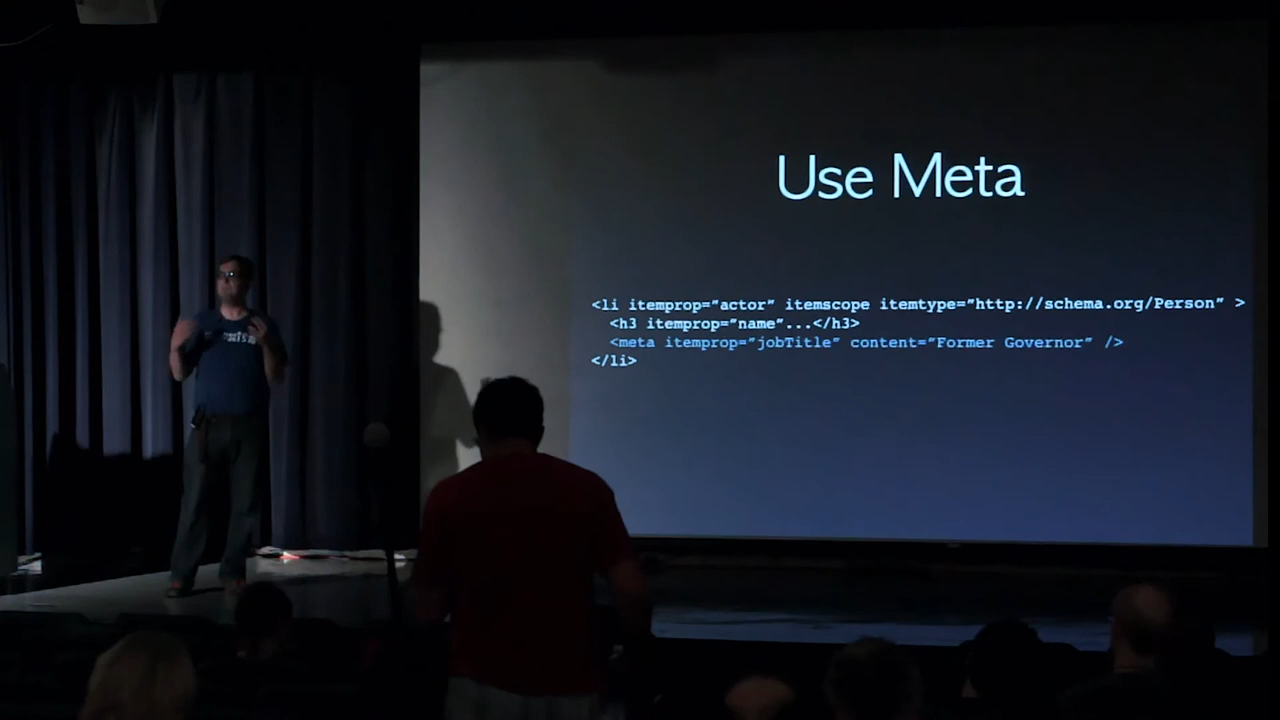 Use Meta
<li itemprop="actor" itemscope itemtype="http://schema.org/Person" >
<h3 itemprop="name"...</h3>
<meta itemprop="jobTitle" content="Former Governor" />
</li>